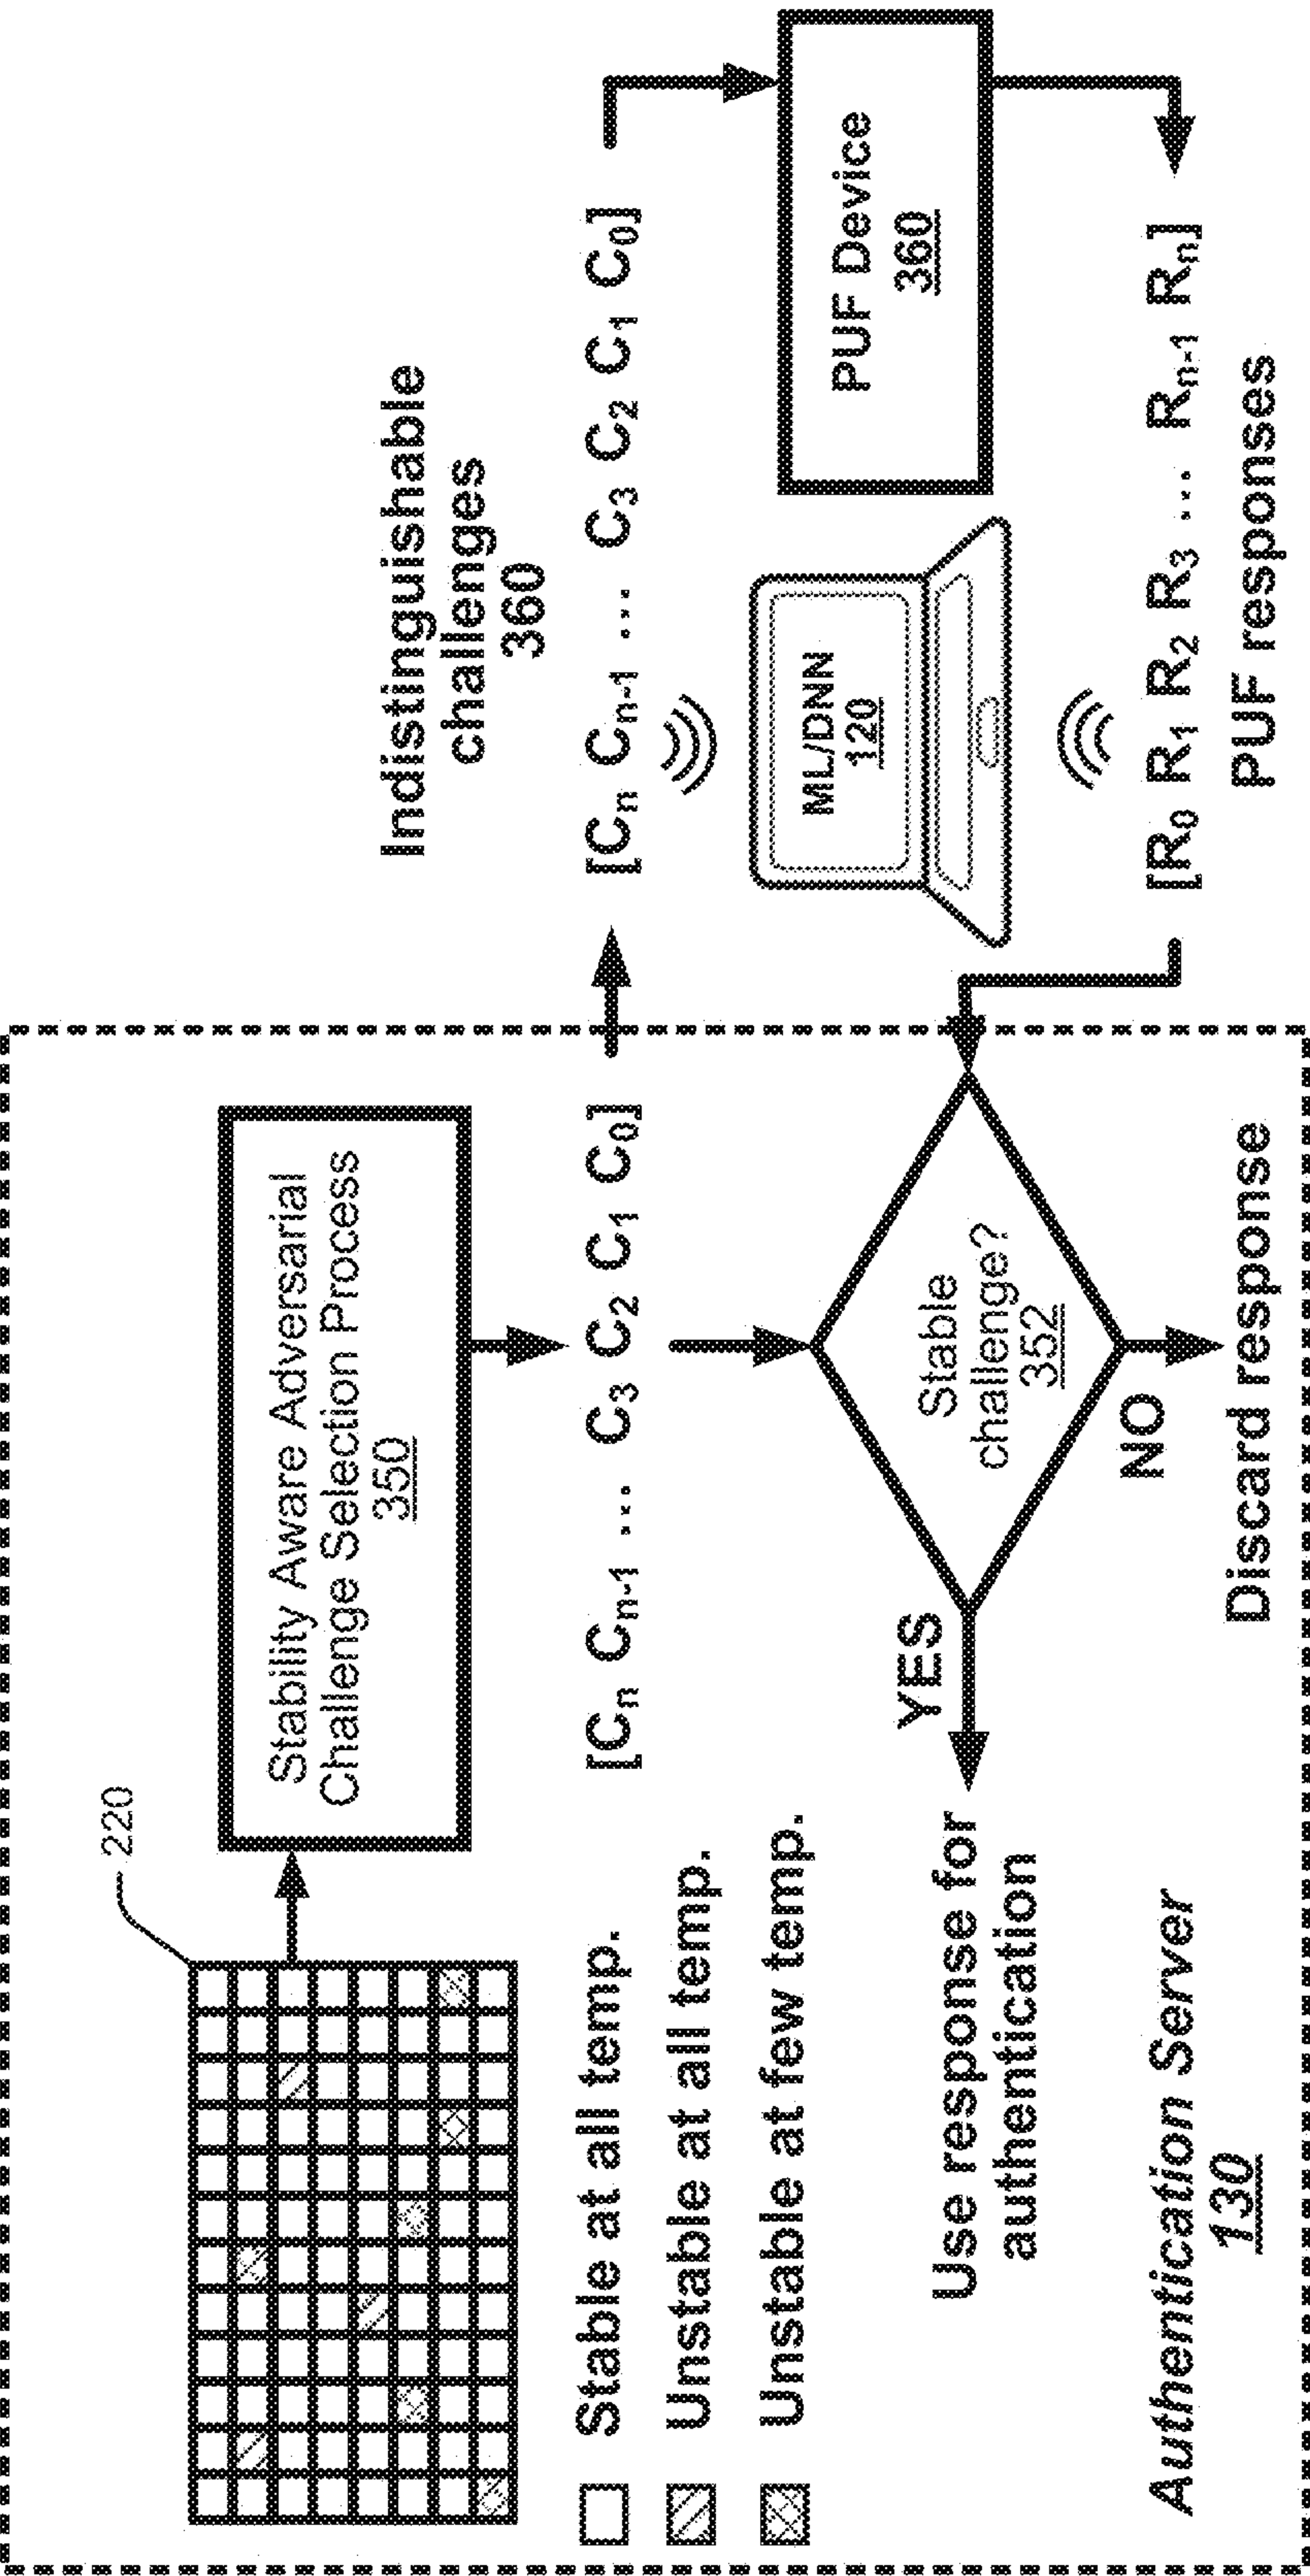 220
Stability Aware Adversarial
Challenge Selection Process
350
Stable at all temp.
Unstable at all temp.
Unstable at few temp.
[Cn Cn-1 ... C3 C2 C1 C0]
Indistinguishable
challenges
360
[Cn Cn-1 ... C3 C2 C1 C0]
ML/DNN
120
PUF Device
360
[R0 R1 R2 R3 ... Rn-1 Rn]
PUF responses
Stable
challenge?
352
YES
NO
Use response for
authentication
Discard response
Authentication Server
130